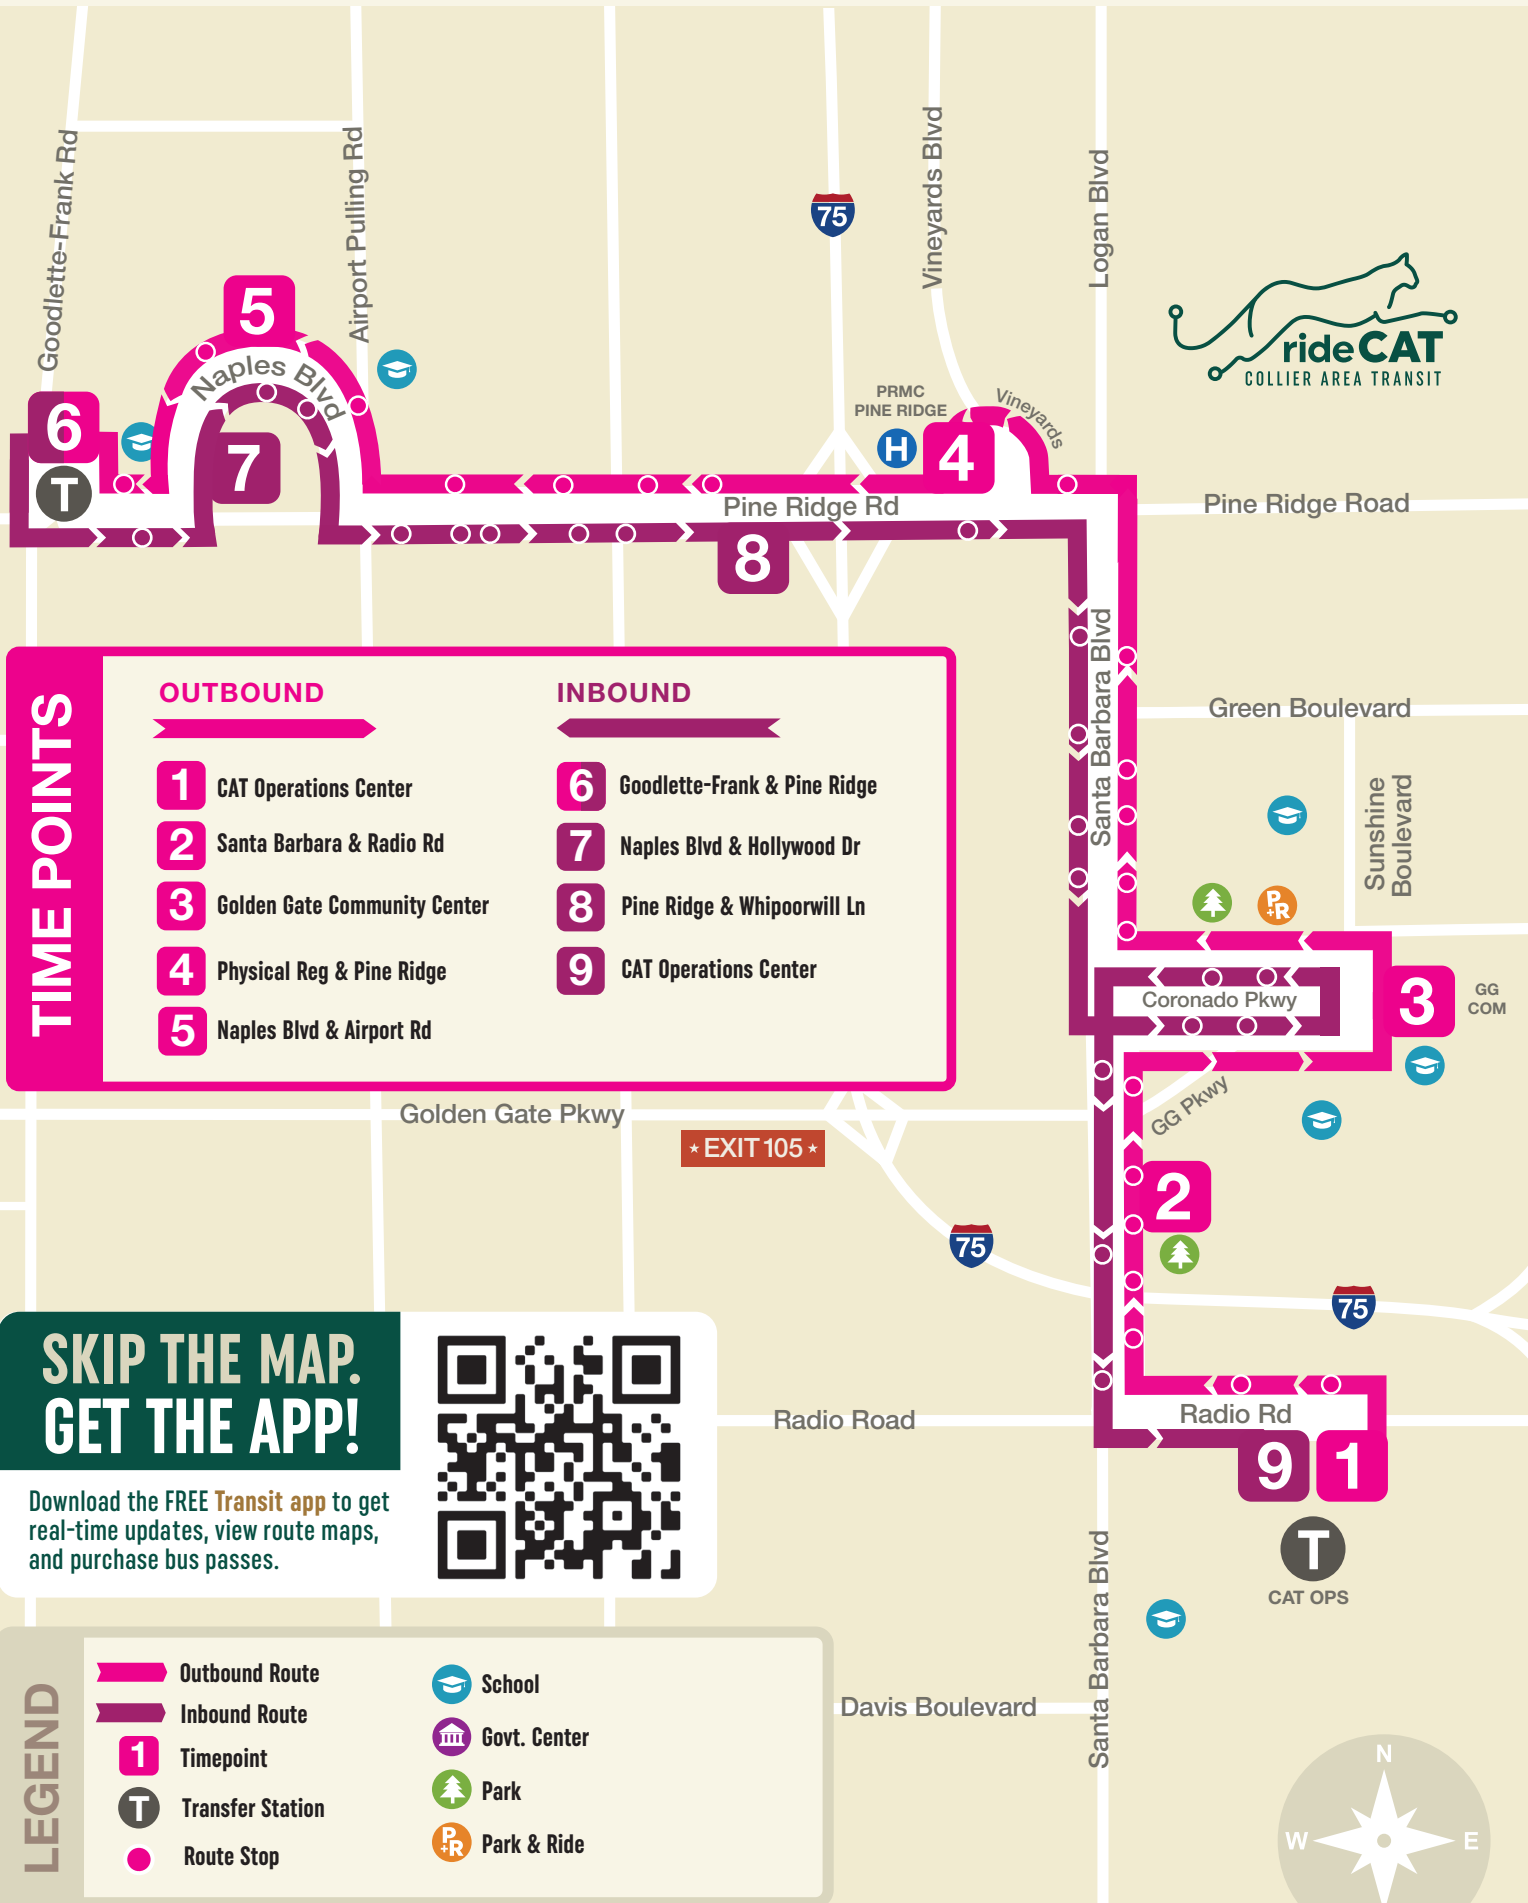 Goodlette-Frank Rd
Airport Pulling Rd
75
Vineyards Blvd
Logan Blvd
rideCAT
COLLIER AREA TRANSIT
5
Naples Blvd
6
T
7
PRMC
PINE RIDGE
H
4
Vineyards
Pine Ridge Rd
Pine Ridge Road
8
Santa Barbara Blvd
Green Boulevard
Sunshine
Boulevard
P+R
Coronado Pkwy
3
GG
COM
GG Pkwy
2
TIME POINTS
OUTBOUND
1 CAT Operations Center
2 Santa Barbara & Radio Rd
3 Golden Gate Community Center
4 Physical Reg & Pine Ridge
5 Naples Blvd & Airport Rd
INBOUND
6 Goodlette-Frank & Pine Ridge
7 Naples Blvd & Hollywood Dr
8 Pine Ridge & Whipoorwill Ln
9 CAT Operations Center
Golden Gate Pkwy
EXIT 105
75
75
SKIP THE MAP.
GET THE APP!
Download the FREE Transit app to get
real-time updates, view route maps,
and purchase bus passes.
Radio Road
Radio Rd
9
1
T
CAT OPS
Santa Barbara Blvd
Davis Boulevard
LEGEND
Outbound Route
Inbound Route
1 Timepoint
T Transfer Station
Route Stop
School
Govt. Center
Park
P+R Park & Ride
N
W
E